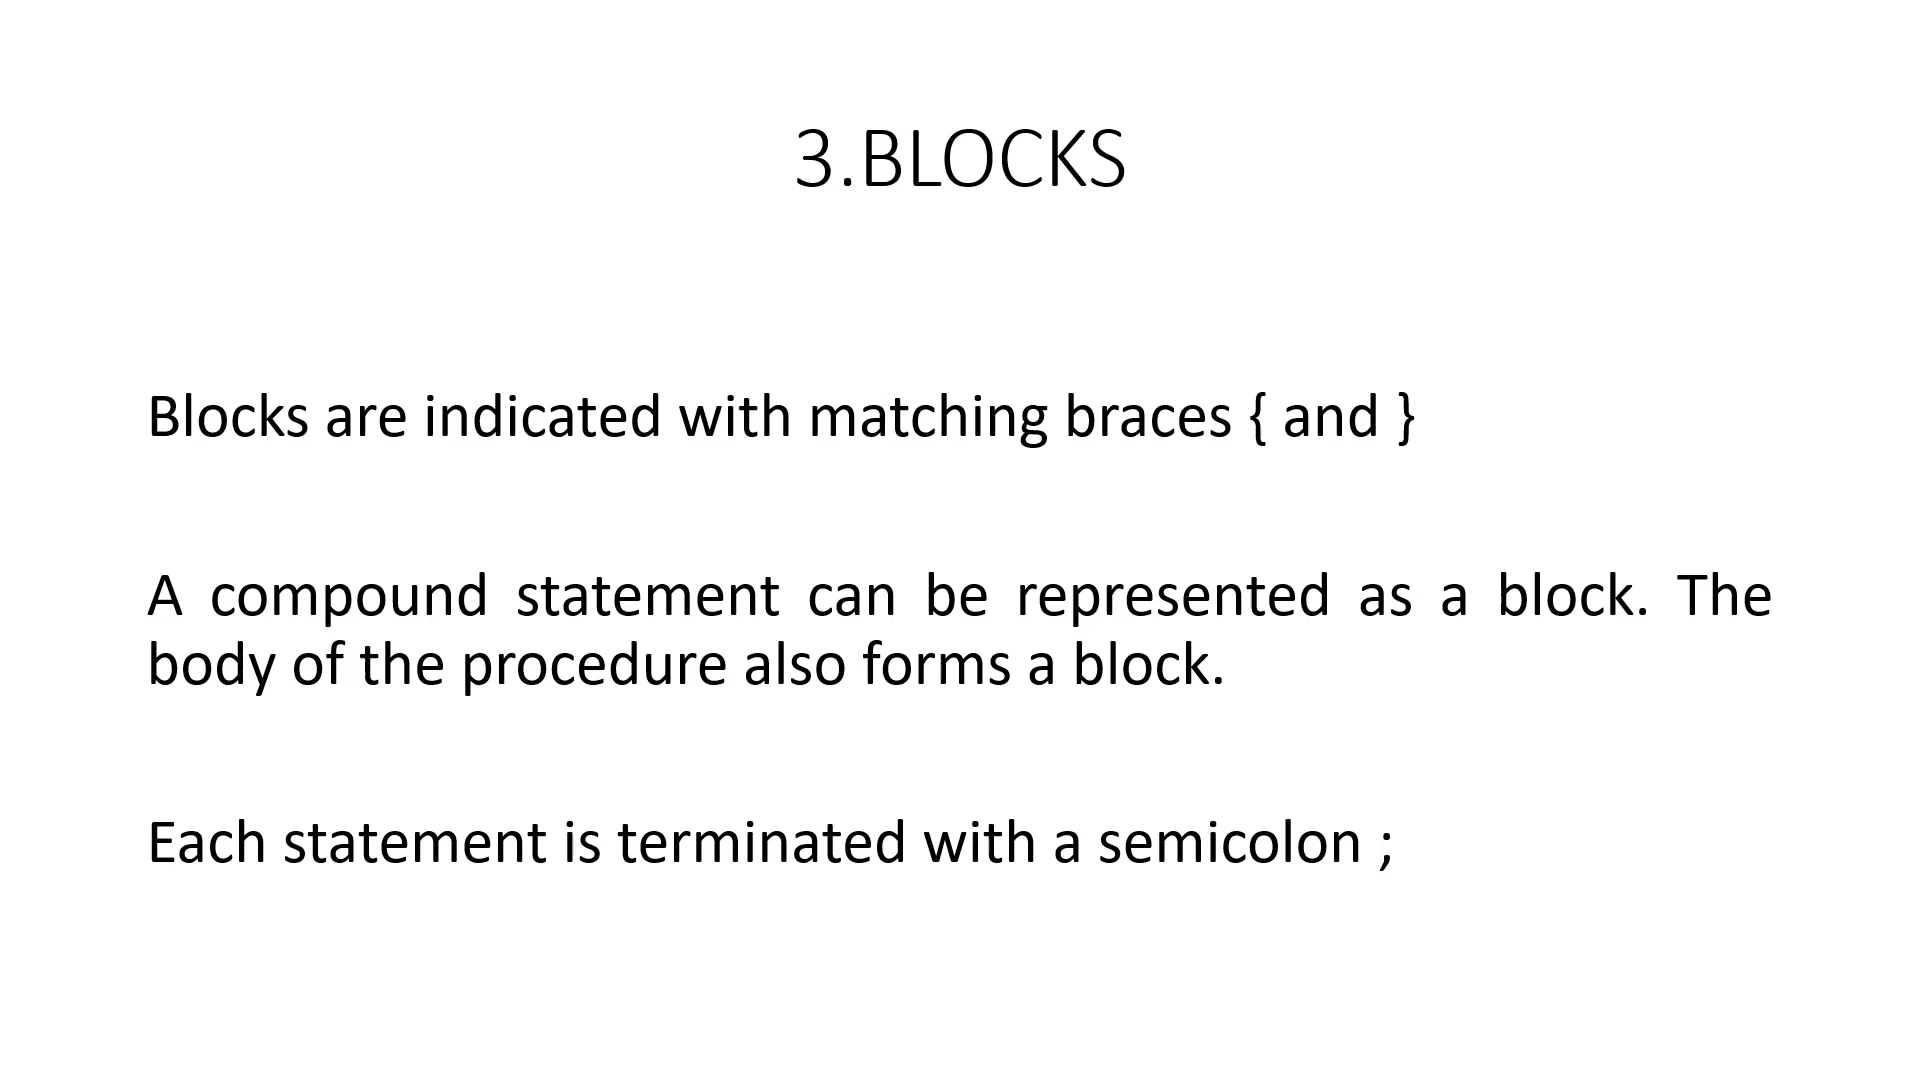 3.BLOCKS
Blocks are indicated with matching braces { and }
A compound statement can be represented as a block. The
body of the procedure also forms a block.
Each statement is terminated with a semicolon ;